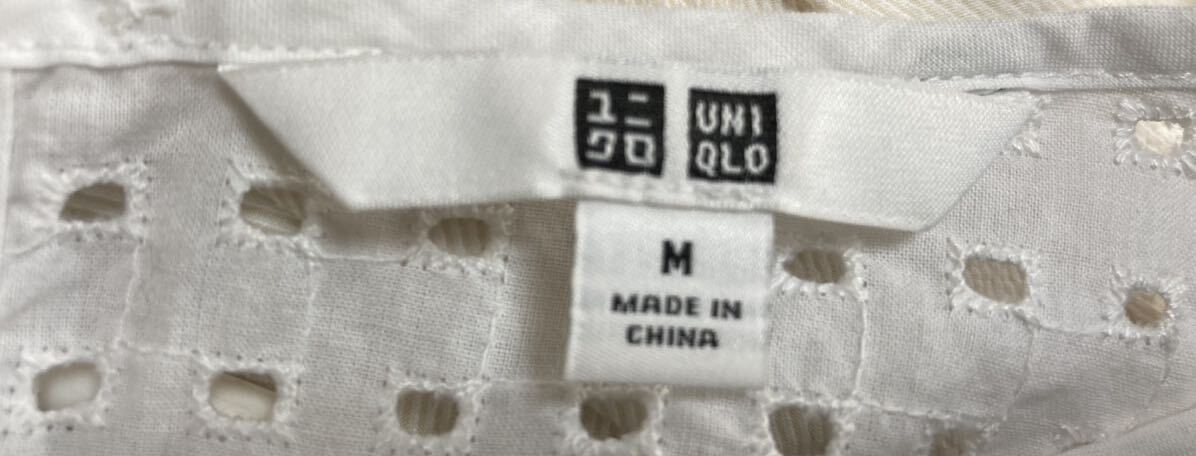 ユニ
クロ
UNI
QLO
M
MADE IN
CHINA